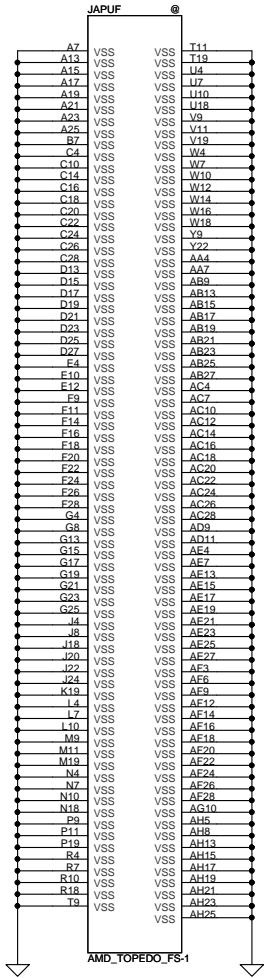 JAPUF @
A7 VSS VSS T11
A13 VSS VSS T19
A15 VSS VSS U4
A17 VSS VSS U7
A19 VSS VSS U10
A21 VSS VSS U18
A23 VSS VSS V9
A25 VSS VSS V11
B7 VSS VSS V19
C4 VSS VSS W4
C10 VSS VSS W7
C14 VSS VSS W10
C16 VSS VSS W12
C18 VSS VSS W14
C20 VSS VSS W16
C22 VSS VSS W18
C24 VSS VSS Y9
C26 VSS VSS Y22
C28 VSS VSS AA4
D13 VSS VSS AA7
D15 VSS VSS AB9
D17 VSS VSS AB13
D19 VSS VSS AB15
D21 VSS VSS AB17
D23 VSS VSS AB19
D25 VSS VSS AB21
D27 VSS VSS AB23
E4 VSS VSS AB25
E10 VSS VSS AB27
E12 VSS VSS AC4
F9 VSS VSS AC7
F11 VSS VSS AC10
F14 VSS VSS AC12
F16 VSS VSS AC14
F18 VSS VSS AC16
F20 VSS VSS AC18
F22 VSS VSS AC20
F24 VSS VSS AC22
F26 VSS VSS AC24
F28 VSS VSS AC26
G4 VSS VSS AC28
G8 VSS VSS AD9
G13 VSS VSS AD11
G15 VSS VSS AE4
G17 VSS VSS AE7
G19 VSS VSS AE13
G21 VSS VSS AE15
G23 VSS VSS AE17
G25 VSS VSS AE19
J4 VSS VSS AE21
J8 VSS VSS AE23
J18 VSS VSS AE25
J20 VSS VSS AE27
J22 VSS VSS AF3
J24 VSS VSS AF6
K19 VSS VSS AF9
L4 VSS VSS AF12
L7 VSS VSS AF14
L10 VSS VSS AF16
M9 VSS VSS AF18
M11 VSS VSS AF20
M19 VSS VSS AF22
N4 VSS VSS AF24
N7 VSS VSS AF26
N10 VSS VSS AF28
N18 VSS VSS AG10
P9 VSS VSS AH5
P11 VSS VSS AH8
P19 VSS VSS AH13
R4 VSS VSS AH15
R7 VSS VSS AH17
R10 VSS VSS AH19
R18 VSS VSS AH21
T9 VSS VSS AH23
VSS AH25
AMD_TOPEDO_FS-1